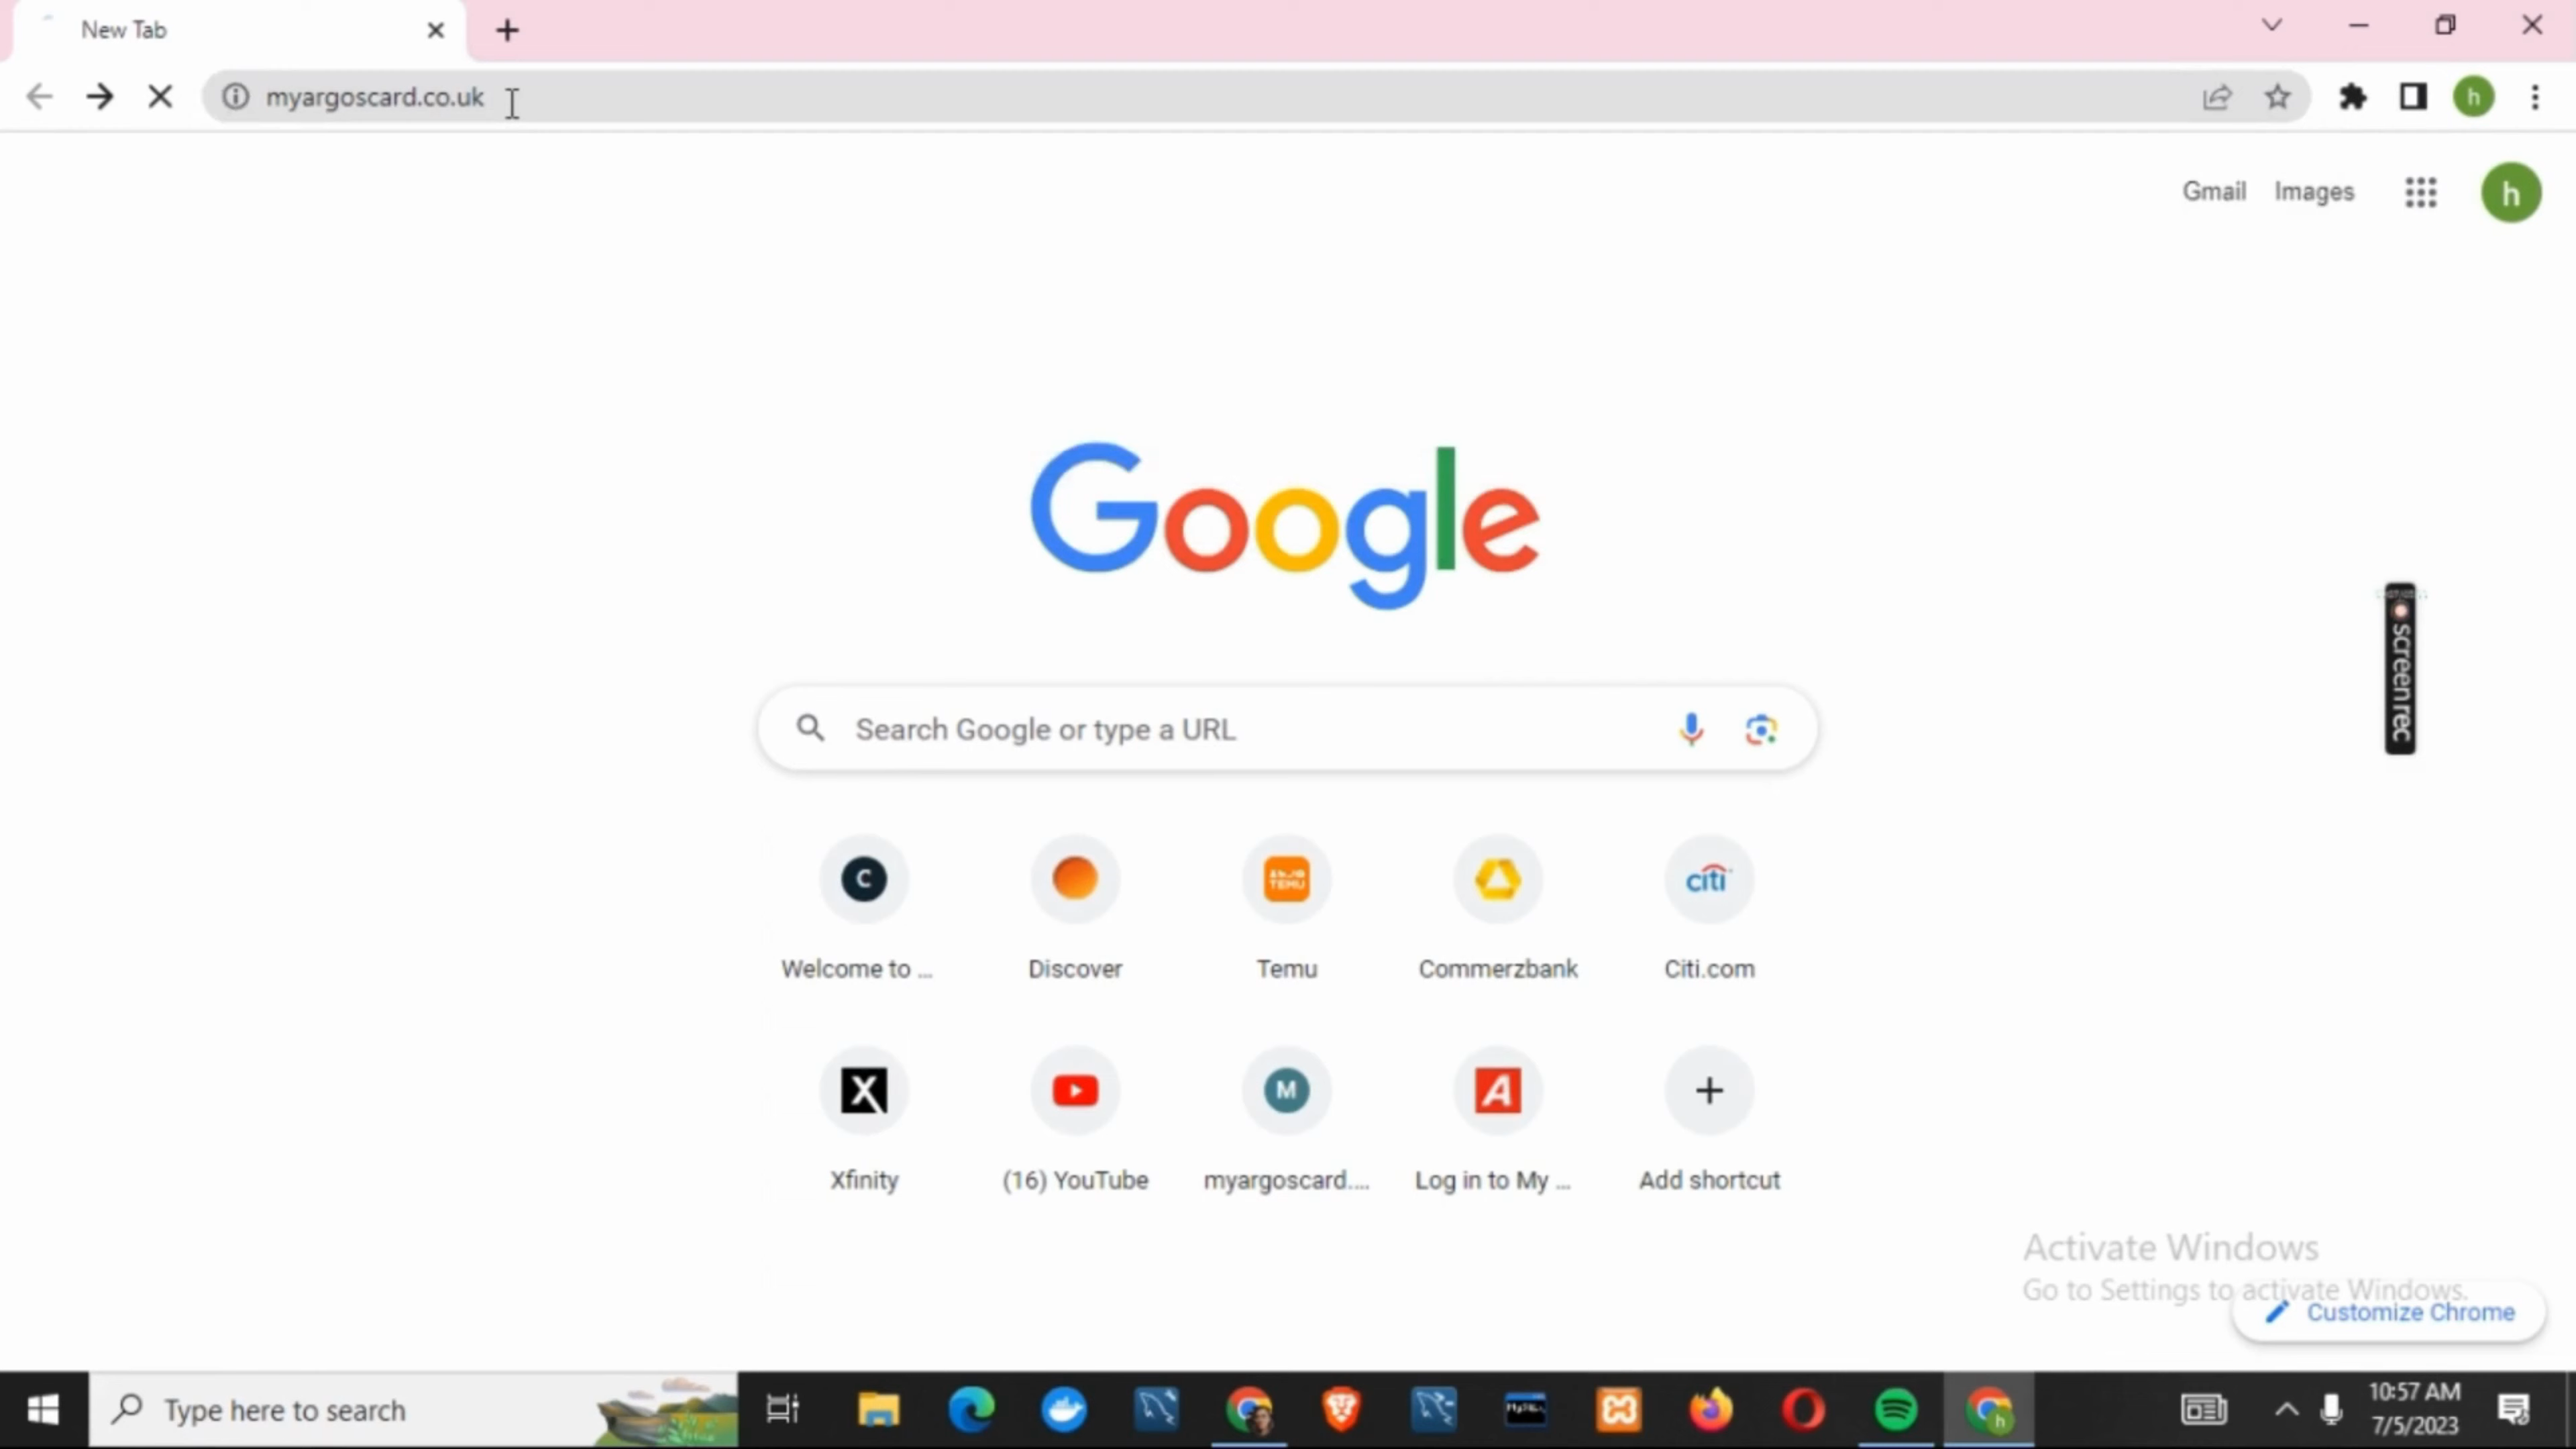 New Tab
myargoscard.co.uk
h
Gmail
Images
h
Google
screenrec
Search Google or type a URL
C
TEMU
citi
Welcome to ...
Discover
Temu
Commerzbank
Citi.com
X
M
A
Xfinity
(16) YouTube
myargoscard....
Log in to My ...
Add shortcut
Activate Windows
Go to Settings to activate Windows.
Customize Chrome
Type here to search
h
10:57 AM
7/5/2023